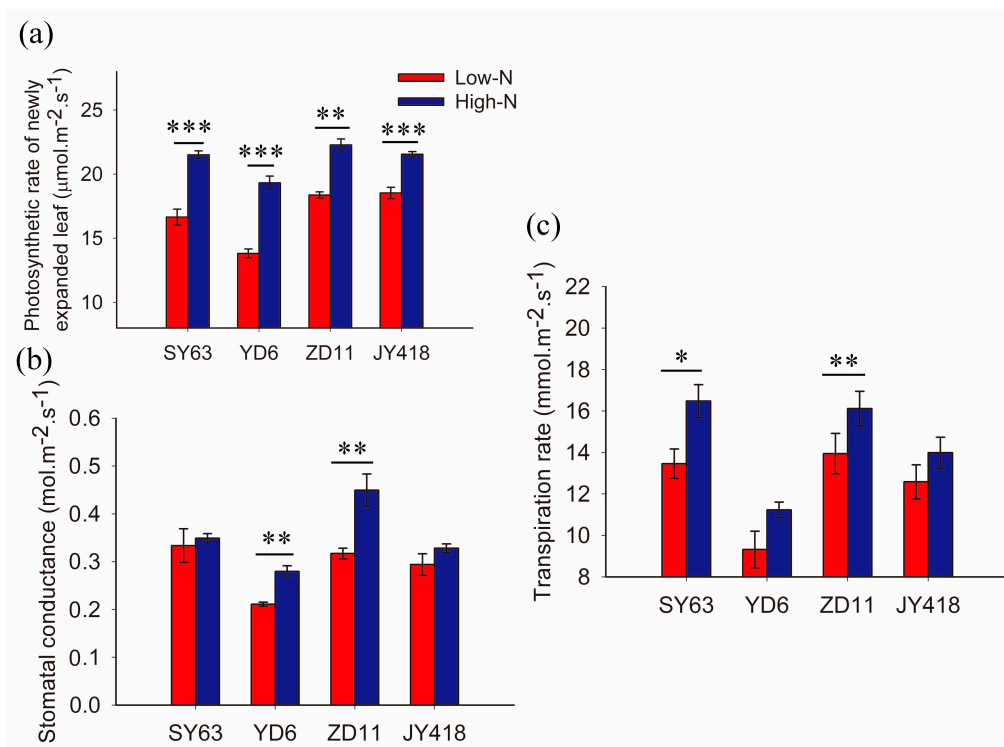 (a)
Photosynthetic rate of newly
expanded leaf (μmol.m-2.s-1)
25
20
15
10
Low-N
High-N
***
***
**
***
SY63 YD6 ZD11 JY418
(b)
Stomatal conductance (mol.m-2.s-1)
0.6
0.5
0.4
0.3
0.2
0.1
0.0
**
**
SY63 YD6 ZD11 JY418
(c)
Transpiration rate (mmol.m-2.s-1)
22
20
18
16
14
12
10
8
*
**
SY63 YD6 ZD11 JY418